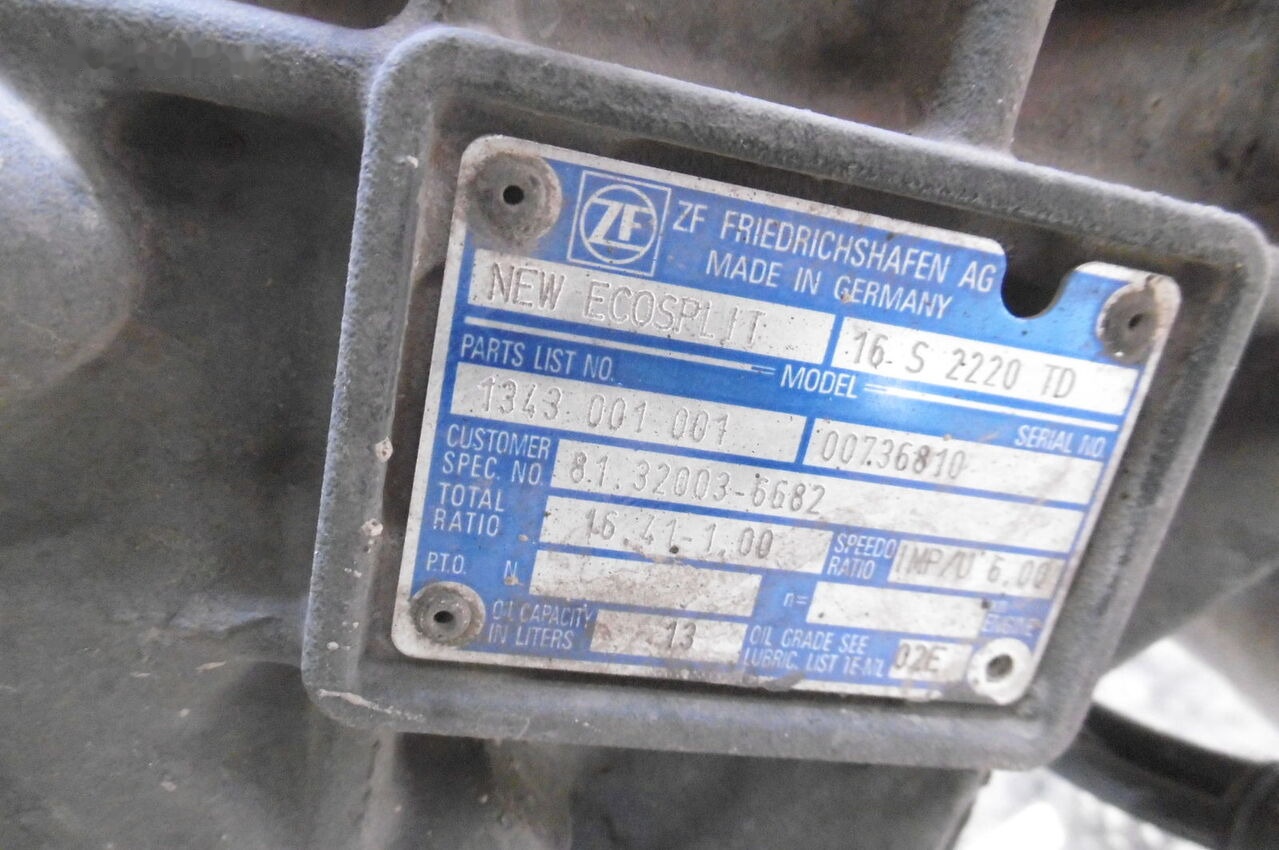 ZF
ZF FRIEDRICHSHAFEN AG
MADE IN GERMANY
NEW ECOSPLIT
16 S 2220 TD
PARTS LIST NO.
MODEL
SERIAL NO.
1343 001 001
00736810
CUSTOMER
SPEC. NO.
81.32003-6682
TOTAL
RATIO
16.41-1.00
SPEEDO
RATIO
IMP/U 6.00
P.T.O.
N
n=
ENGINE
OIL CAPACITY
IN LITERS
13
OIL GRADE SEE
LUBRIC. LIST TE-ML
02E